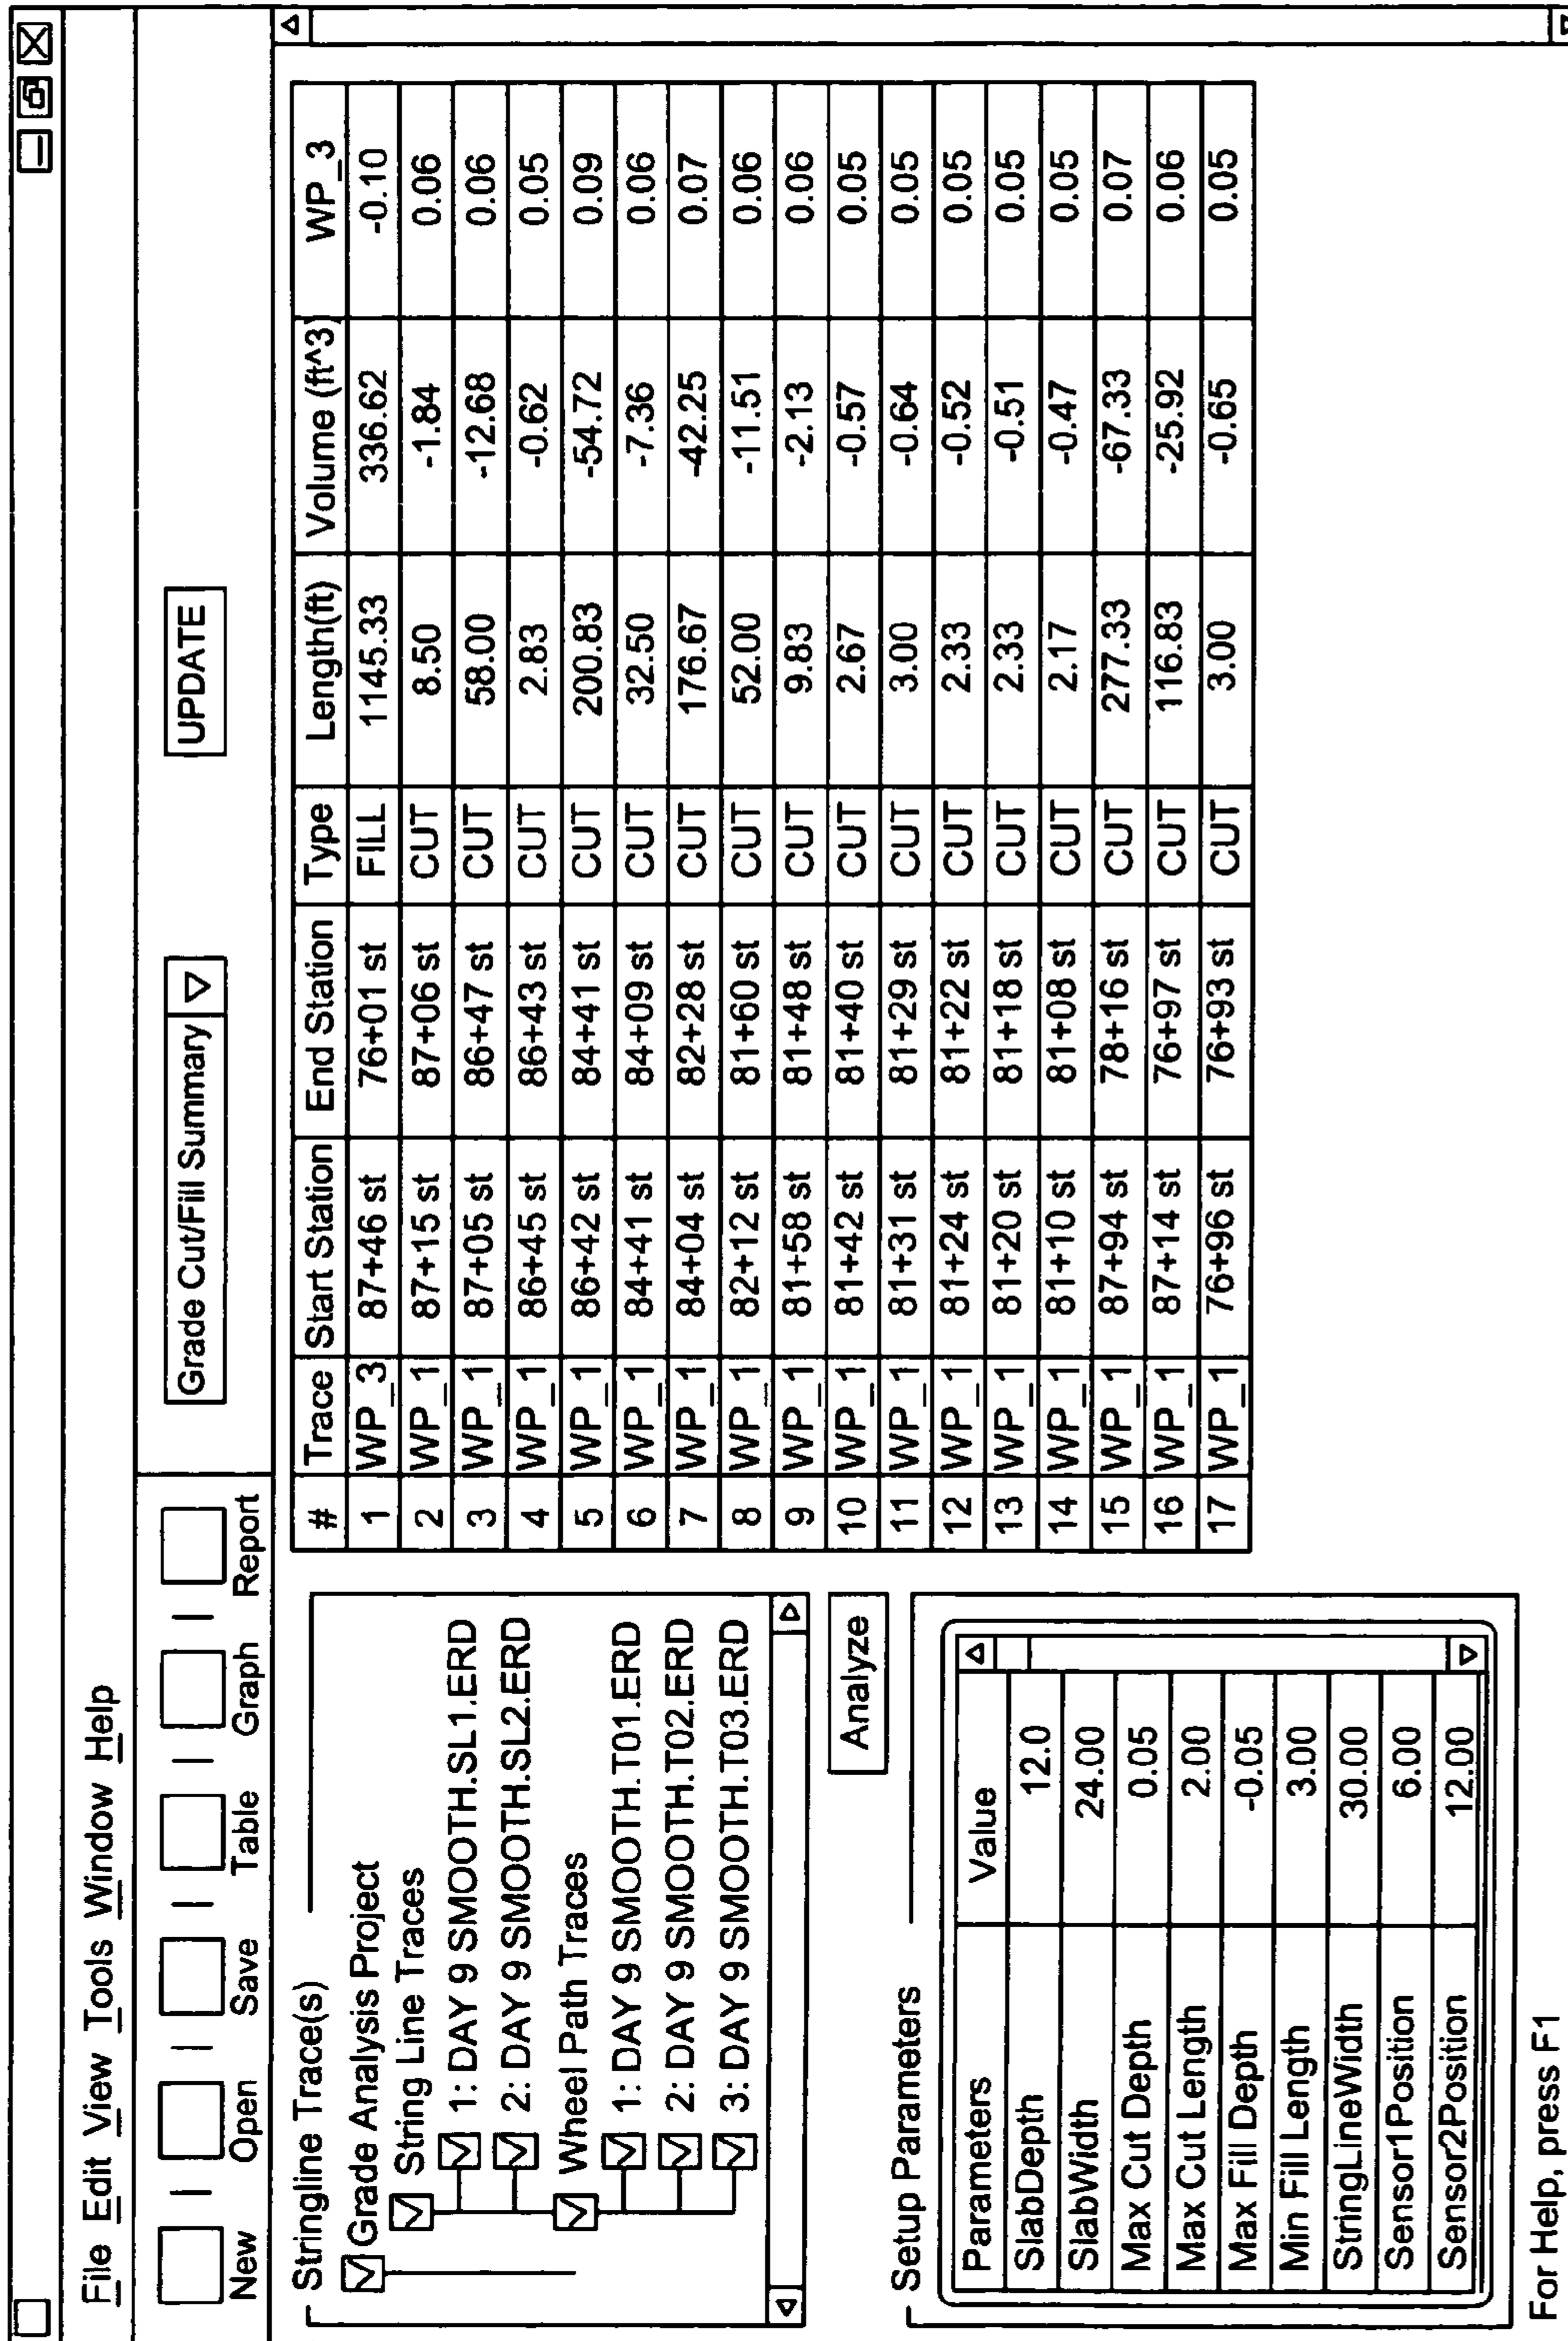 File Edit View Tools Window Help
New Open Save Table Graph Report
Grade Cut/Fill Summary
UPDATE
Stringline Trace(s)
Grade Analysis Project
String Line Traces
1: DAY 9 SMOOTH.SL1.ERD
2: DAY 9 SMOOTH.SL2.ERD
Wheel Path Traces
1: DAY 9 SMOOTH.T01.ERD
2: DAY 9 SMOOTH.T02.ERD
3: DAY 9 SMOOTH.T03.ERD
Analyze
Setup Parameters
Parameters Value
SlabDepth 12.0
SlabWidth 24.00
Max Cut Depth 0.05
Max Cut Length 2.00
Max Fill Depth -0.05
Min Fill Length 3.00
StringLineWidth 30.00
Sensor1Position 6.00
Sensor2Position 12.00
# Trace Start Station End Station Type Length(ft) Volume (ft^3) WP_3
1 WP_3 87+46 st 76+01 st FILL 1145.33 336.62 -0.10
2 WP_1 87+15 st 87+06 st CUT 8.50 -1.84 0.06
3 WP_1 87+05 st 86+47 st CUT 58.00 -12.68 0.06
4 WP_1 86+45 st 86+43 st CUT 2.83 -0.62 0.05
5 WP_1 86+42 st 84+41 st CUT 200.83 -54.72 0.09
6 WP_1 84+41 st 84+09 st CUT 32.50 -7.36 0.06
7 WP_1 84+04 st 82+28 st CUT 176.67 -42.25 0.07
8 WP_1 82+12 st 81+60 st CUT 52.00 -11.51 0.06
9 WP_1 81+58 st 81+48 st CUT 9.83 -2.13 0.06
10 WP_1 81+42 st 81+40 st CUT 2.67 -0.57 0.05
11 WP_1 81+31 st 81+29 st CUT 3.00 -0.64 0.05
12 WP_1 81+24 st 81+22 st CUT 2.33 -0.52 0.05
13 WP_1 81+20 st 81+18 st CUT 2.33 -0.51 0.05
14 WP_1 81+10 st 81+08 st CUT 2.17 -0.47 0.05
15 WP_1 87+94 st 78+16 st CUT 277.33 -67.33 0.07
16 WP_1 87+14 st 76+97 st CUT 116.83 -25.92 0.06
17 WP_1 76+96 st 76+93 st CUT 3.00 -0.65 0.05
For Help, press F1